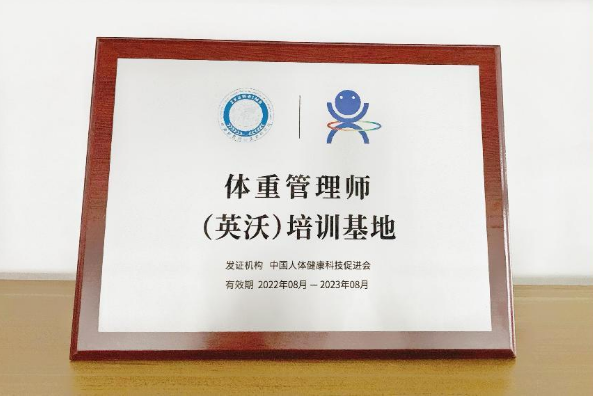 体重管理师
（英沃）培训基地
发证机构 中国人体健康科技促进会
有效期 2022年08月 — 2023年08月